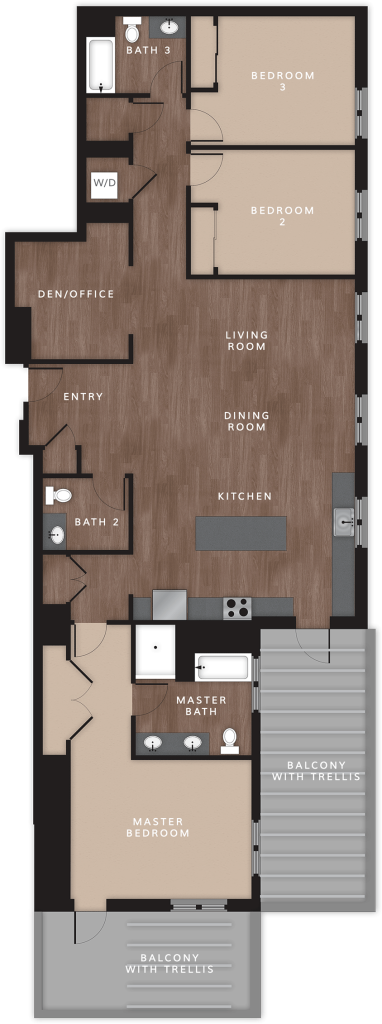 BATH 3
BEDROOM
3
W/D
BEDROOM
2
DEN/OFFICE
LIVING
ROOM
ENTRY
DINING
ROOM
KITCHEN
BATH 2
MASTER
BATH
BALCONY
WITH TRELLIS
MASTER
BEDROOM
BALCONY
WITH TRELLIS